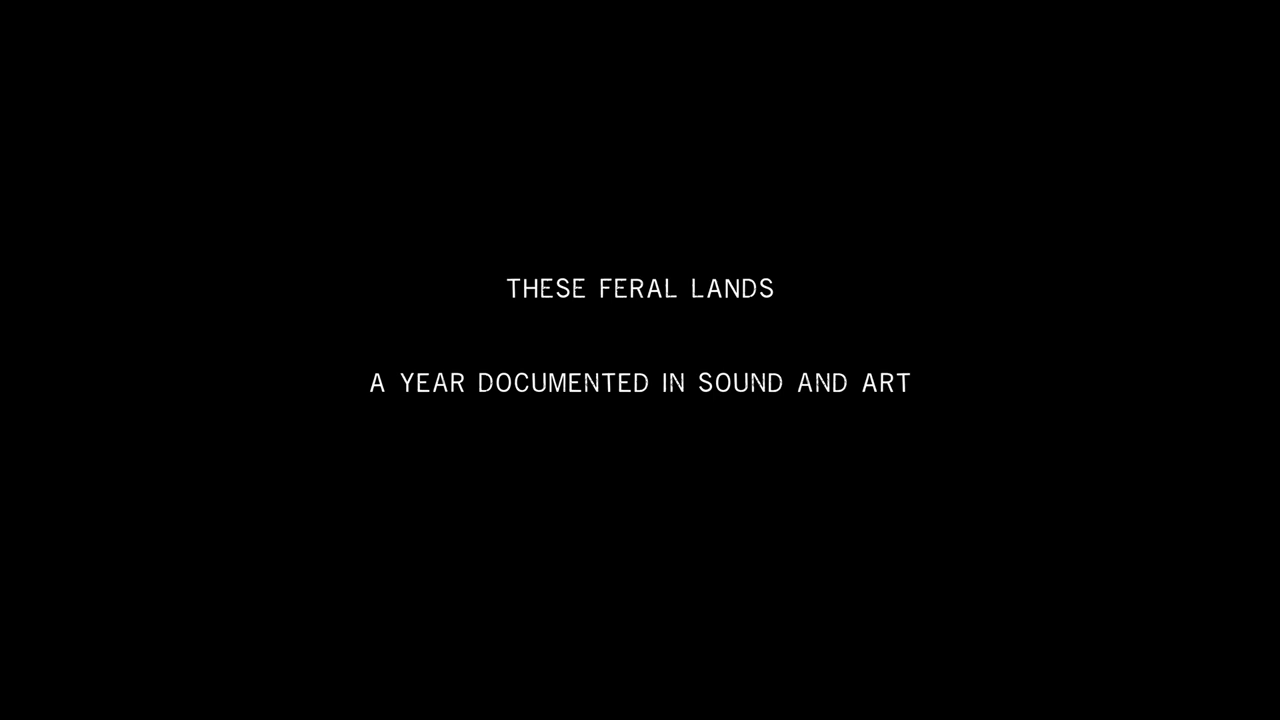 THESE FERAL LANDS
A YEAR DOCUMENTED IN SOUND AND ART